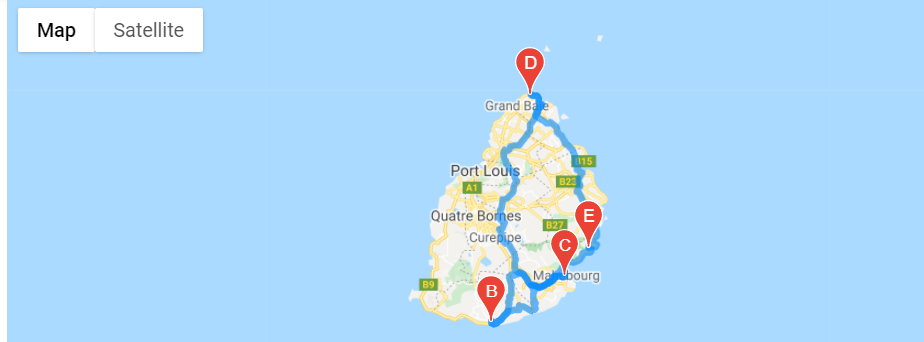 Map Satellite
D
Grand Baie
B15
Port Louis
B23
A1
E
Quatre Bornes
B27
Curepipe
C
Mahebourg
B9
B